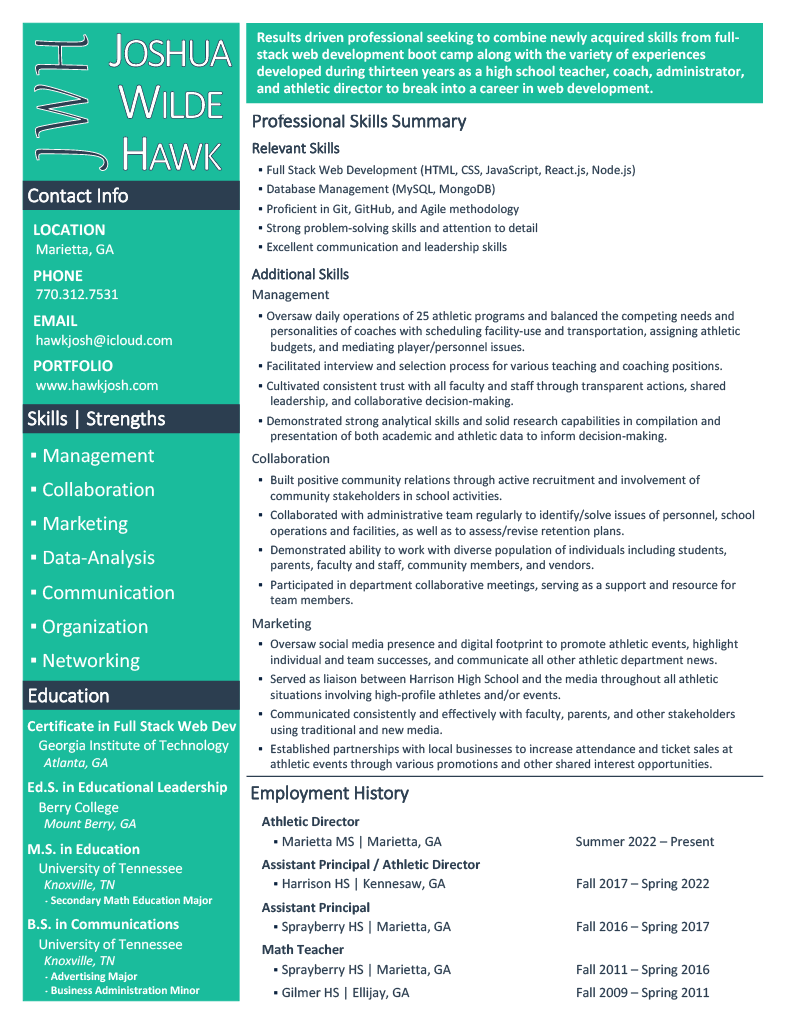 JWH
JOSHUA
WILDE
HAWK
Contact Info
LOCATION
Marietta, GA
PHONE
770.312.7531
EMAIL
hawkjosh@icloud.com
PORTFOLIO
www.hawkjosh.com
Skills | Strengths
▪ Management
▪ Collaboration
▪ Marketing
▪ Data-Analysis
▪ Communication
▪ Organization
▪ Networking
Education
Certificate in Full Stack Web Dev
Georgia Institute of Technology
Atlanta, GA
Ed.S. in Educational Leadership
Berry College
Mount Berry, GA
M.S. in Education
University of Tennessee
Knoxville, TN
- Secondary Math Education Major
B.S. in Communications
University of Tennessee
Knoxville, TN
- Advertising Major
- Business Administration Minor
Results driven professional seeking to combine newly acquired skills from full-
stack web development boot camp along with the variety of experiences
developed during thirteen years as a high school teacher, coach, administrator,
and athletic director to break into a career in web development.
Professional Skills Summary
Relevant Skills
▪ Full Stack Web Development (HTML, CSS, JavaScript, React.js, Node.js)
▪ Database Management (MySQL, MongoDB)
▪ Proficient in Git, GitHub, and Agile methodology
▪ Strong problem-solving skills and attention to detail
▪ Excellent communication and leadership skills
Additional Skills
Management
▪ Oversaw daily operations of 25 athletic programs and balanced the competing needs and
personalities of coaches with scheduling facility-use and transportation, assigning athletic
budgets, and mediating player/personnel issues.
▪ Facilitated interview and selection process for various teaching and coaching positions.
▪ Cultivated consistent trust with all faculty and staff through transparent actions, shared
leadership, and collaborative decision-making.
▪ Demonstrated strong analytical skills and solid research capabilities in compilation and
presentation of both academic and athletic data to inform decision-making.
Collaboration
▪ Built positive community relations through active recruitment and involvement of
community stakeholders in school activities.
▪ Collaborated with administrative team regularly to identify/solve issues of personnel, school
operations and facilities, as well as to assess/revise retention plans.
▪ Demonstrated ability to work with diverse population of individuals including students,
parents, faculty and staff, community members, and vendors.
▪ Participated in department collaborative meetings, serving as a support and resource for
team members.
Marketing
▪ Oversaw social media presence and digital footprint to promote athletic events, highlight
individual and team successes, and communicate all other athletic department news.
▪ Served as liaison between Harrison High School and the media throughout all athletic
situations involving high-profile athletes and/or events.
▪ Communicated consistently and effectively with faculty, parents, and other stakeholders
using traditional and new media.
▪ Established partnerships with local businesses to increase attendance and ticket sales at
athletic events through various promotions and other shared interest opportunities.
Employment History
Athletic Director
▪ Marietta MS | Marietta, GA Summer 2022 – Present
Assistant Principal / Athletic Director
▪ Harrison HS | Kennesaw, GA Fall 2017 – Spring 2022
Assistant Principal
▪ Sprayberry HS | Marietta, GA Fall 2016 – Spring 2017
Math Teacher
▪ Sprayberry HS | Marietta, GA Fall 2011 – Spring 2016
▪ Gilmer HS | Ellijay, GA Fall 2009 – Spring 2011